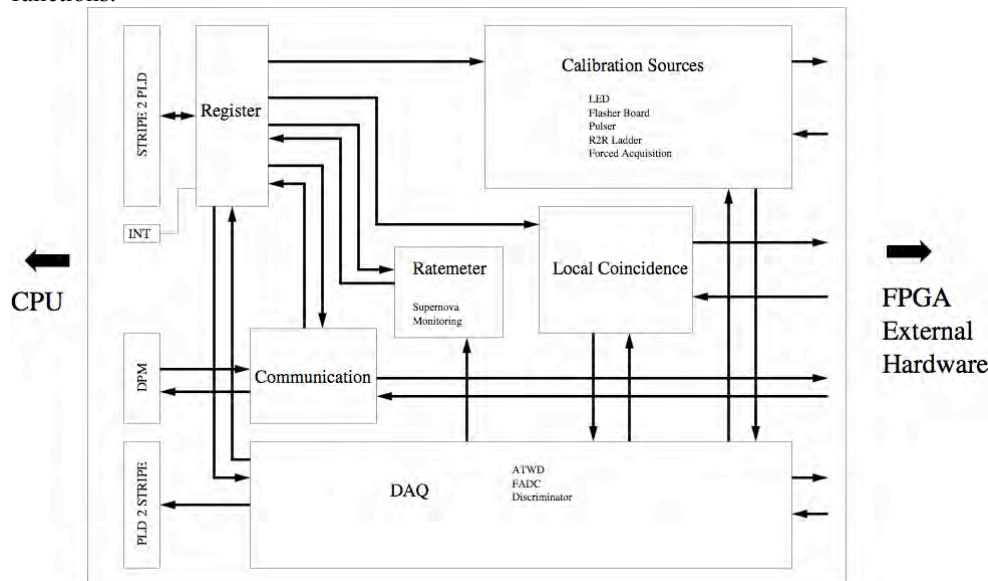 functions.
STRIPE 2 PLD
Register
INT
Calibration Sources
LED
Flasher Board
Pulser
R2R Ladder
Forced Acquisition
Ratemeter
Supernova
Monitoring
Local Coincidence
CPU
FPGA
External
Hardware
DPM
Communication
PLD 2 STRIPE
DAQ
ATWD
FADC
Discriminator